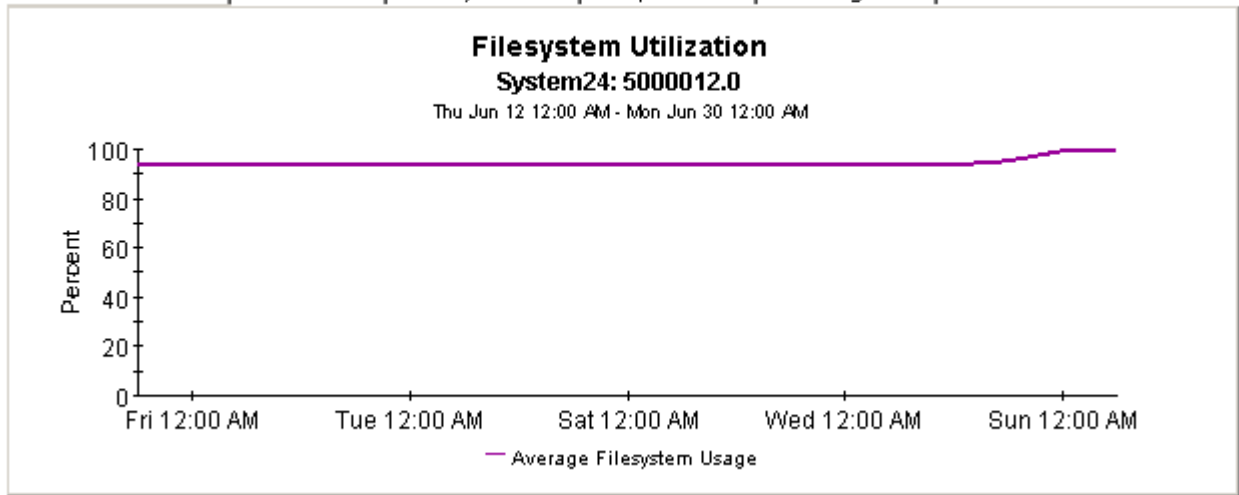 Filesystem Utilization
System24: 5000012.0
Thu Jun 12 12:00 AM - Mon Jun 30 12:00 AM
100
80
60
40
20
0
Percent
Fri 12:00 AM Tue 12:00 AM Sat 12:00 AM Wed 12:00 AM Sun 12:00 AM
Average Filesystem Usage